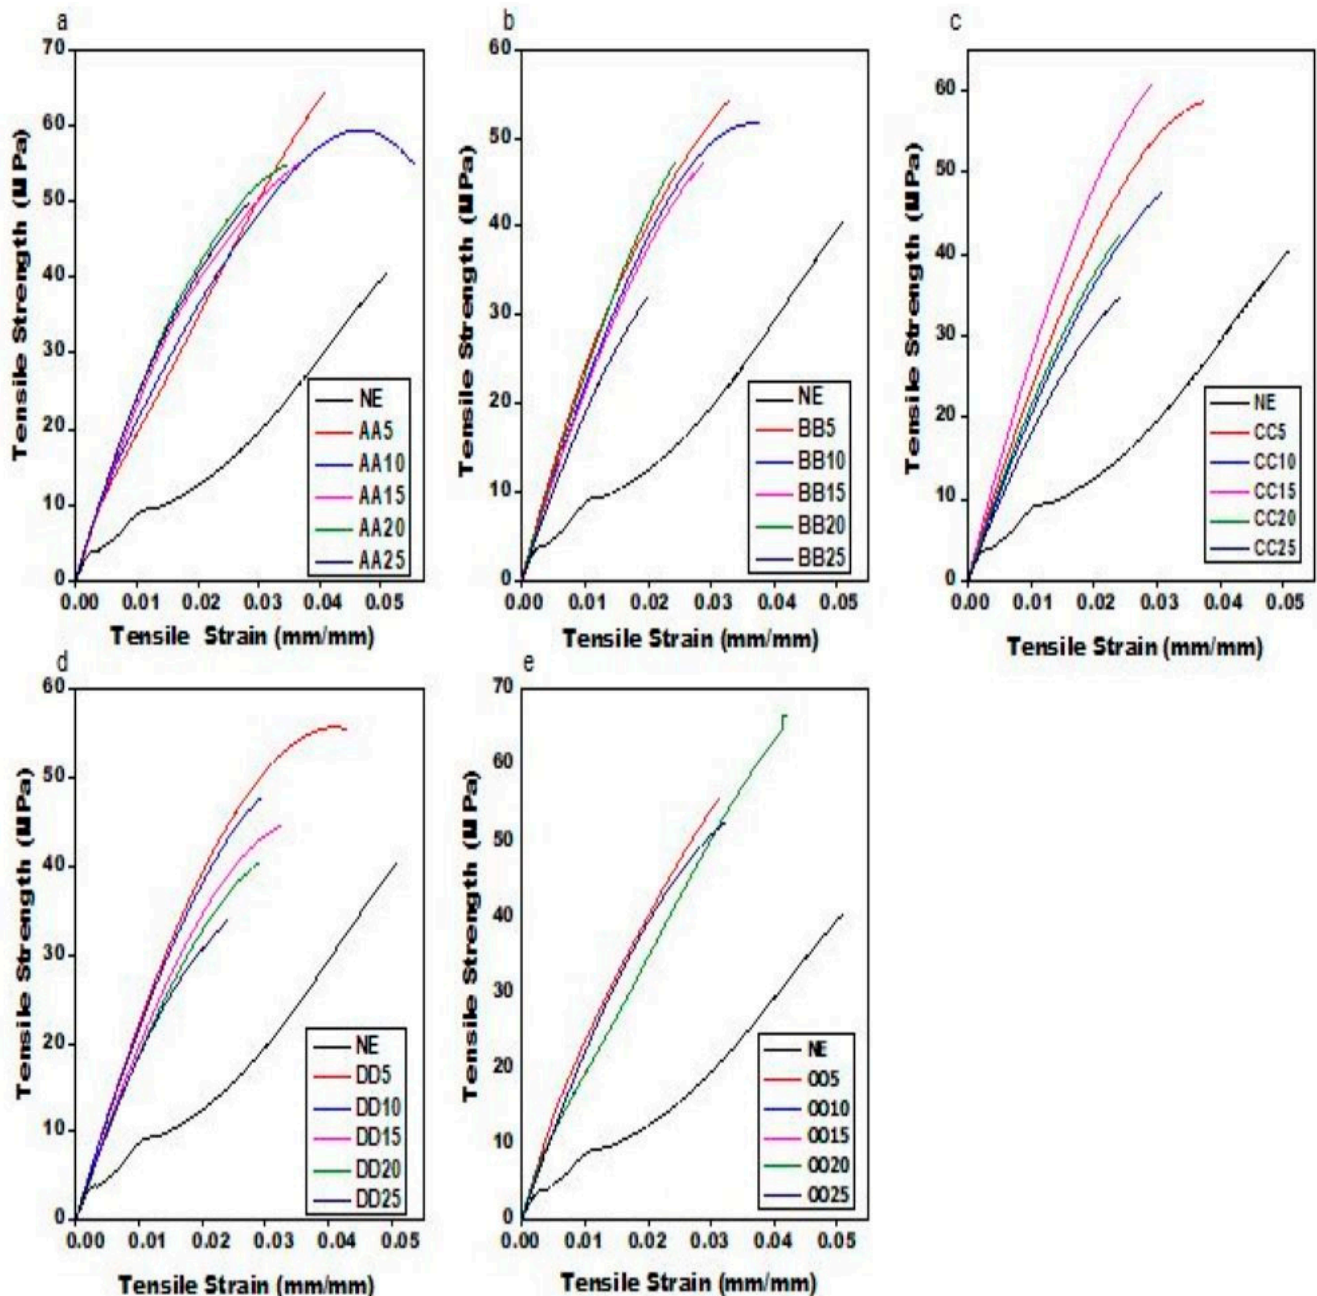 a
70
60
50
40
30
20
10
0
0.00 0.01 0.02 0.03 0.04 0.05
Tensile Strength (MPa)
Tensile Strain (mm/mm)
NE
AA5
AA10
AA15
AA20
AA25
b
60
50
40
30
20
10
0
0.00 0.01 0.02 0.03 0.04 0.05
Tensile Strength (MPa)
Tensile Strain (mm/mm)
NE
BB5
BB10
BB15
BB20
BB25
c
60
50
40
30
20
10
0
0.00 0.01 0.02 0.03 0.04 0.05
Tensile Strength (MPa)
Tensile Strain (mm/mm)
NE
CC5
CC10
CC15
CC20
CC25
d
60
50
40
30
20
10
0
0.00 0.01 0.02 0.03 0.04 0.05
Tensile Strength (MPa)
Tensile Strain (mm/mm)
NE
DD5
DD10
DD15
DD20
DD25
e
70
60
50
40
30
20
10
0
0.00 0.01 0.02 0.03 0.04 0.05
Tensile Strength (MPa)
Tensile Strain (mm/mm)
NE
OO5
OO10
OO15
OO20
OO25